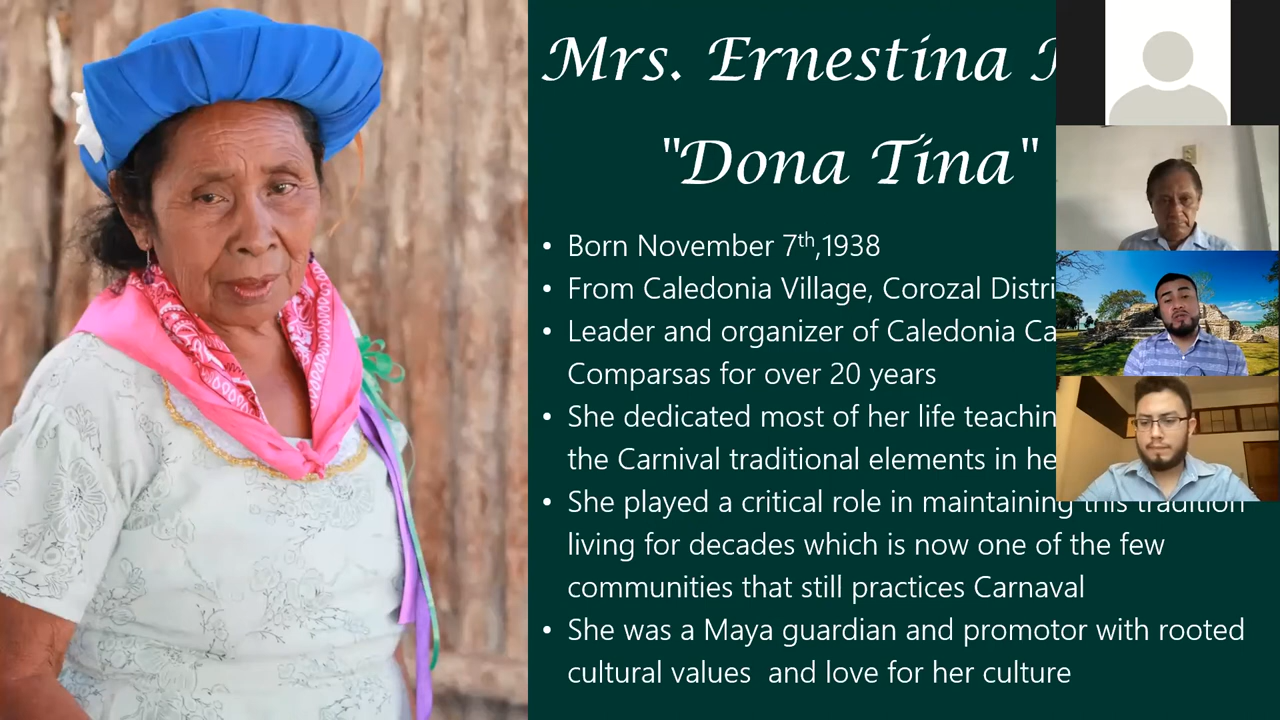 Mrs. Ernestina
"Dona Tina"
• Born November 7th,1938
• From Caledonia Village, Corozal Distri
• Leader and organizer of Caledonia Ca
Comparsas for over 20 years
• She dedicated most of her life teachin
the Carnival traditional elements in he
• She played a critical role in maintaining this tradition
living for decades which is now one of the few
communities that still practices Carnaval
• She was a Maya guardian and promotor with rooted
cultural values and love for her culture